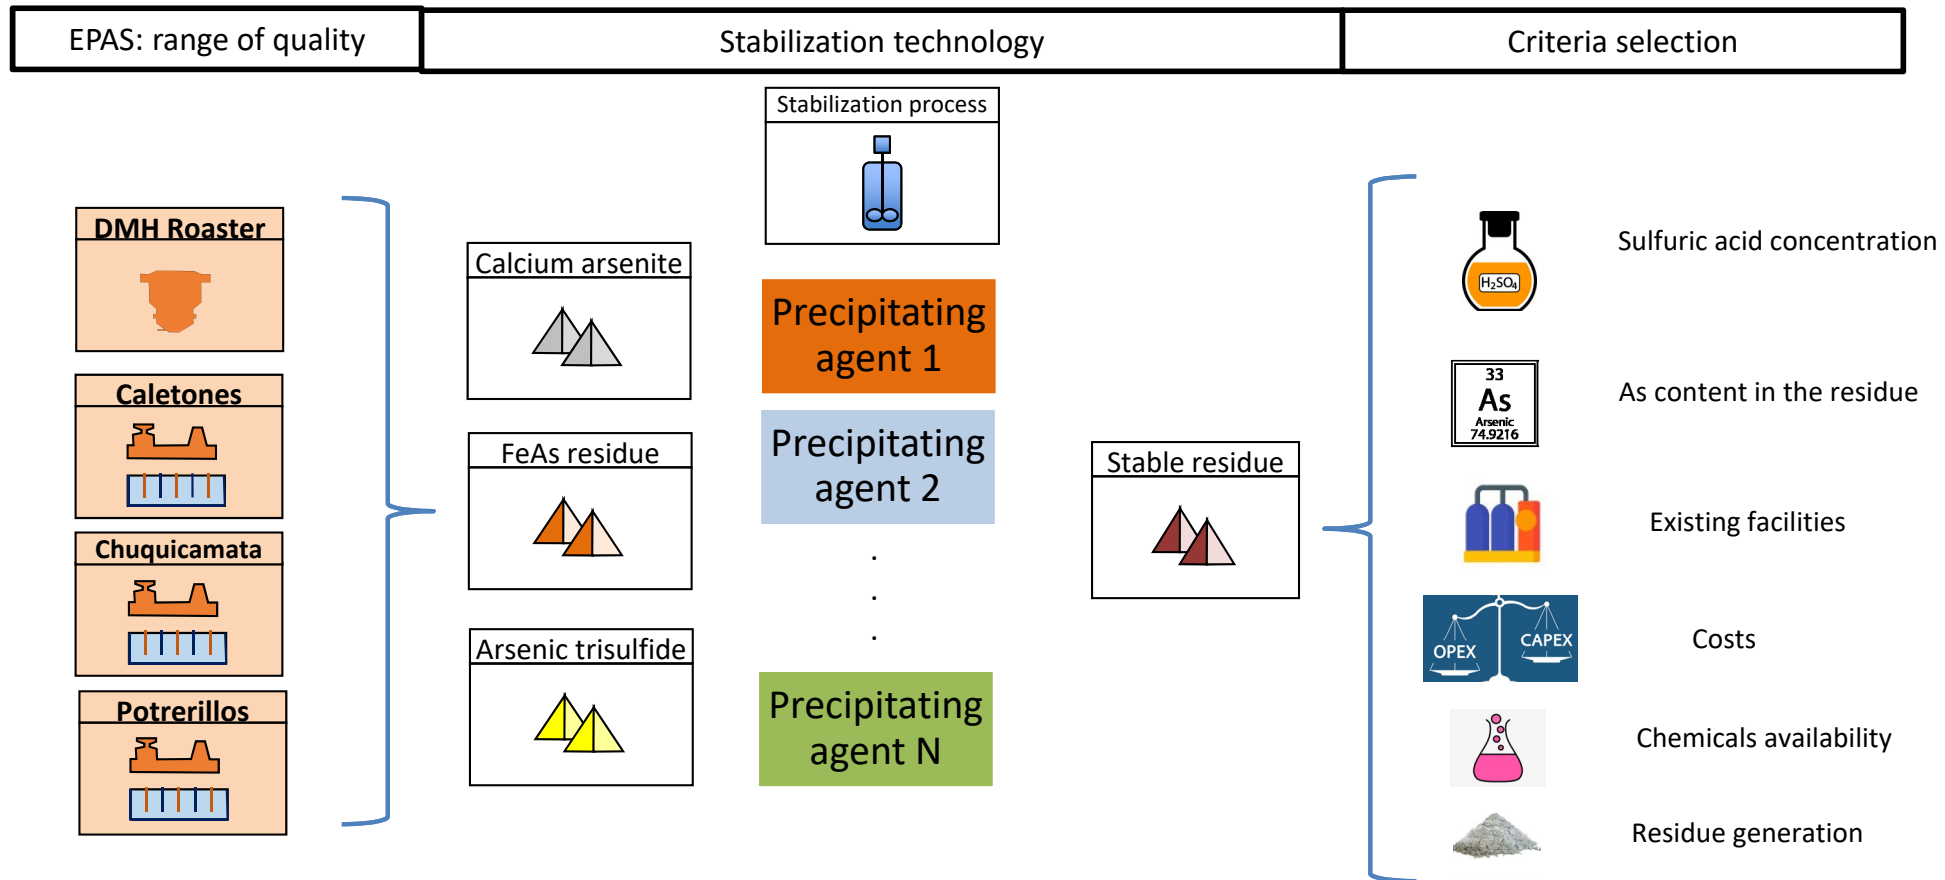 EPAS: range of quality
Stabilization technology
Criteria selection
DMH Roaster
Caletones
Chuquicamata
Potrerillos
Calcium arsenite
FeAs residue
Arsenic trisulfide
Stabilization process
Precipitating
agent 1
Precipitating
agent 2
.
.
.
Precipitating
agent N
Stable residue
H₂SO₄
Sulfuric acid concentration
33
As
Arsenic
74.9216
As content in the residue
Existing facilities
OPEX
CAPEX
Costs
Chemicals availability
Residue generation